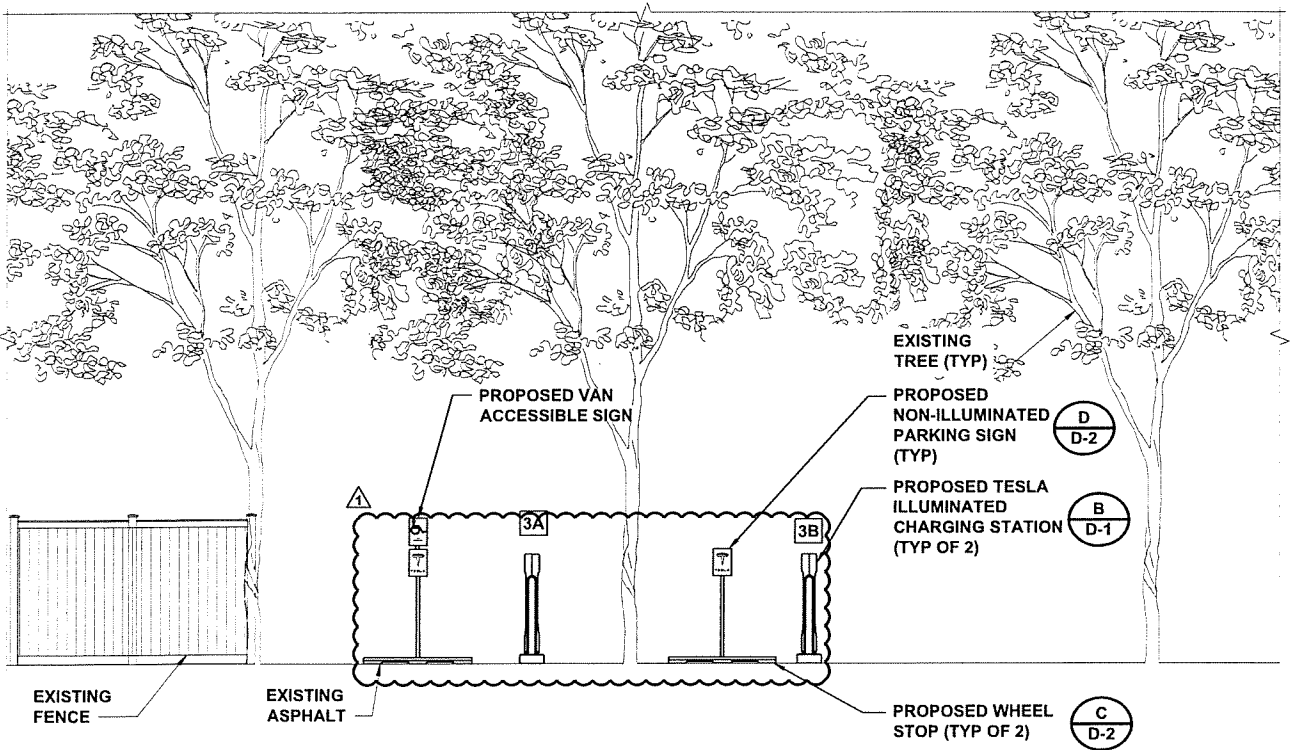 EXISTING
TREE (TYP)
PROPOSED VAN
ACCESSIBLE SIGN
PROPOSED
NON-ILLUMINATED
PARKING SIGN
(TYP)
D
D-2
PROPOSED TESLA
ILLUMINATED
CHARGING STATION
(TYP OF 2)
B
D-1
1
3A
3B
EXISTING
FENCE
EXISTING
ASPHALT
PROPOSED WHEEL
STOP (TYP OF 2)
C
D-2